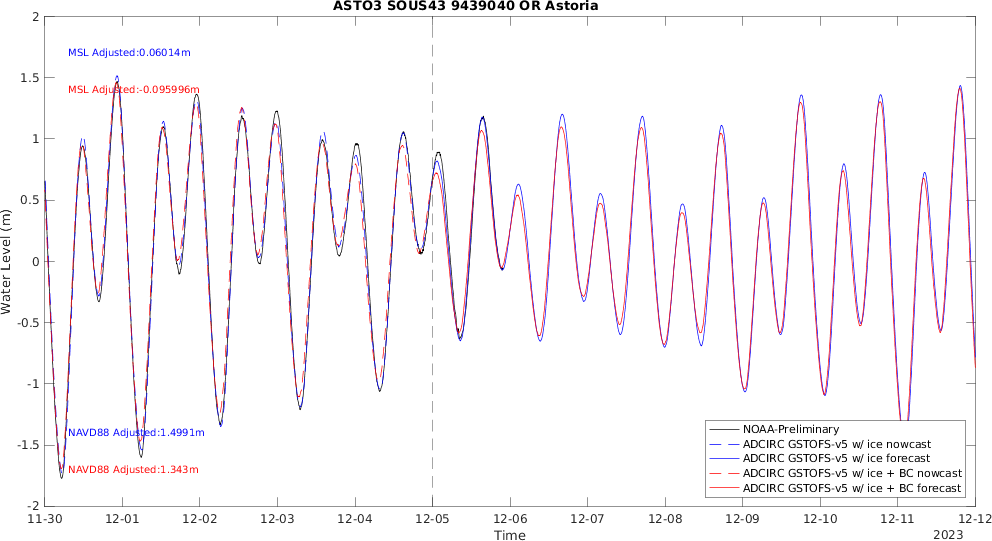 ASTO3 SOUS43 9439040 OR Astoria
MSL Adjusted:0.06014m
MSL Adjusted:-0.095996m
NAVD88 Adjusted:1.4991m
NAVD88 Adjusted:1.343m
Water Level (m)
2
1.5
1
0.5
0
-0.5
-1
-1.5
-2
NOAA-Preliminary
ADCIRC GSTOFS-v5 w/ ice nowcast
ADCIRC GSTOFS-v5 w/ ice forecast
ADCIRC GSTOFS-v5 w/ ice + BC nowcast
ADCIRC GSTOFS-v5 w/ ice + BC forecast
11-30 12-01 12-02 12-03 12-04 12-05 12-06 12-07 12-08 12-09 12-10 12-11 12-12
Time
2023